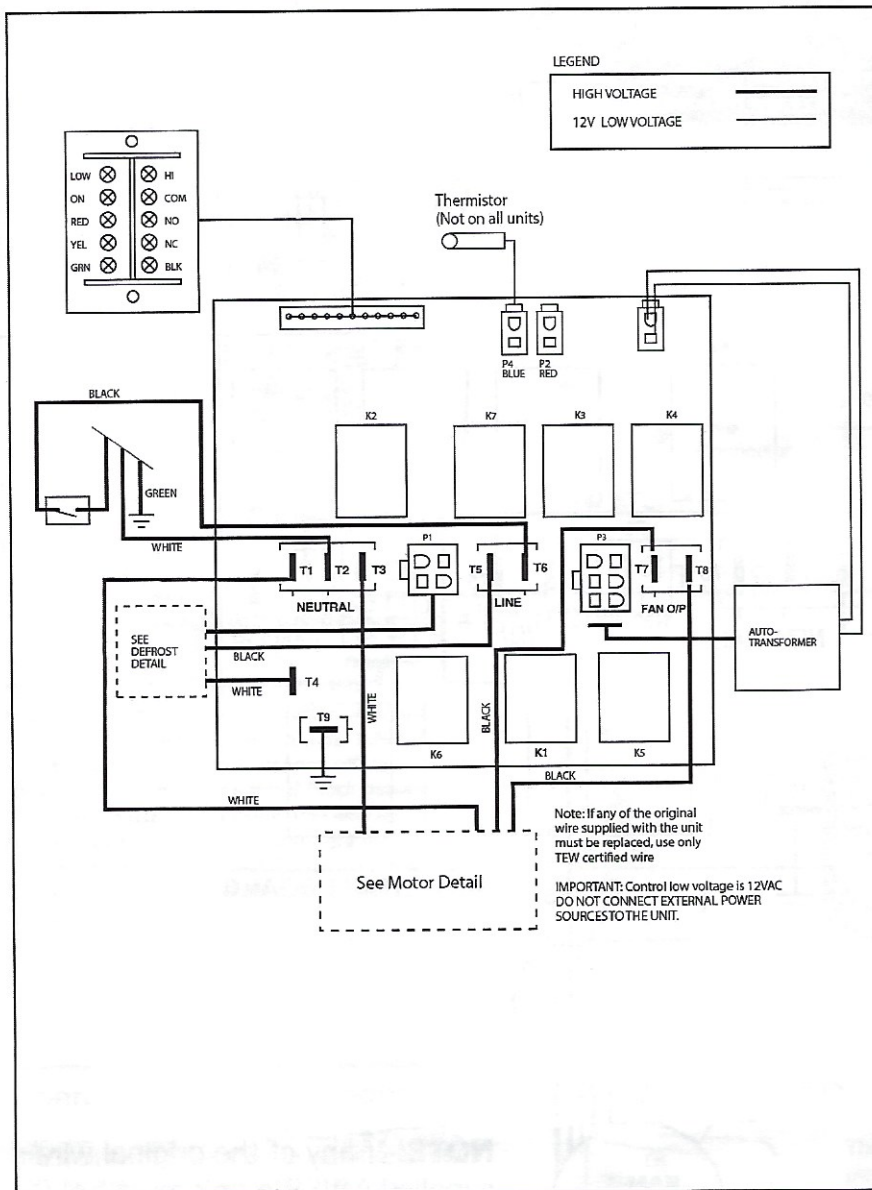 LEGEND
HIGH VOLTAGE
12V LOW VOLTAGE
LOW HI
ON COM
RED NO
YEL NC
GRN BLK
Thermistor
(Not on all units)
P4
BLUE
P2
RED
BLACK
K2
K7
K3
K4
GREEN
WHITE
P1
P3
T1
T2
T3
T5
T6
T7
T8
NEUTRAL
LINE
FAN O/P
SEE
DEFROST
DETAIL
BLACK
WHITE
T4
T9
WHITE
BLACK
AUTO-
TRANSFORMER
K6
K1
K5
BLACK
WHITE
See Motor Detail
Note: If any of the original
wire supplied with the unit
must be replaced, use only
TEW certified wire
IMPORTANT: Control low voltage is 12VAC
DO NOT CONNECT EXTERNAL POWER
SOURCES TO THE UNIT.